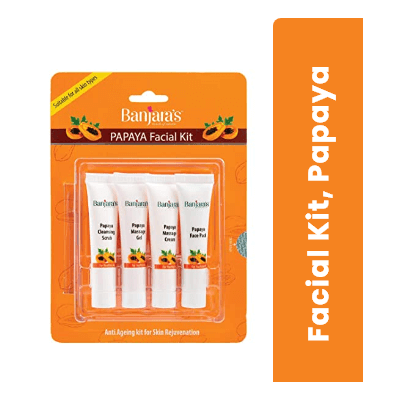 Suitable for all skin types
Banjara's
PAPAYA Facial Kit
Banjara's
Papaya
Cleansing
Scrub
Banjara's
Papaya
Massage
Gel
Banjara's
Papaya
Massage
Cream
Banjara's
Papaya
Face Pack
Anti Ageing kit for Skin Rejuvenation
Facial Kit, Papaya